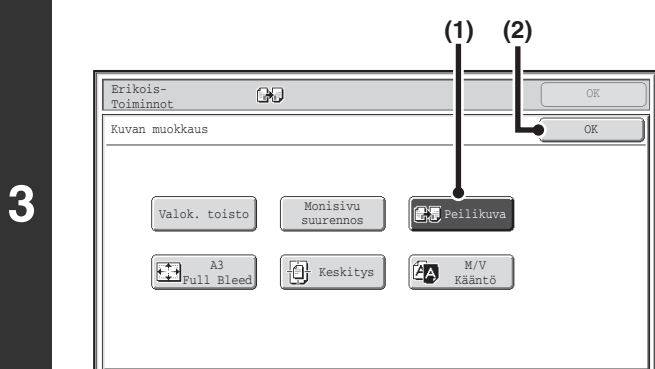 (1) (2)
Erikois-
Toiminnot
OK
Kuvan muokkaus
OK
3
Valok. toisto
Monisivu
suurennos
Peilikuva
A3
Full Bleed
Keskitys
M/V
Kääntö